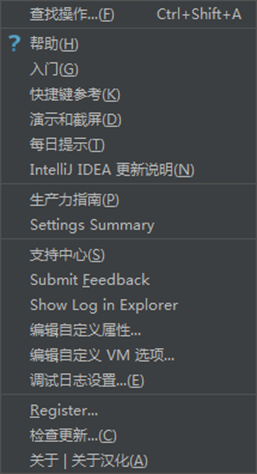 查找操作...(F) Ctrl+Shift+A
帮助(H)
入门(G)
快捷键参考(K)
演示和截屏(D)
每日提示(T)
IntelliJ IDEA 更新说明(N)
生产力指南(P)
Settings Summary
支持中心(S)
Submit Feedback
Show Log in Explorer
编辑自定义属性...
编辑自定义 VM 选项...
调试日志设置...(E)
Register...
检查更新...(C)
关于 | 关于汉化(A)